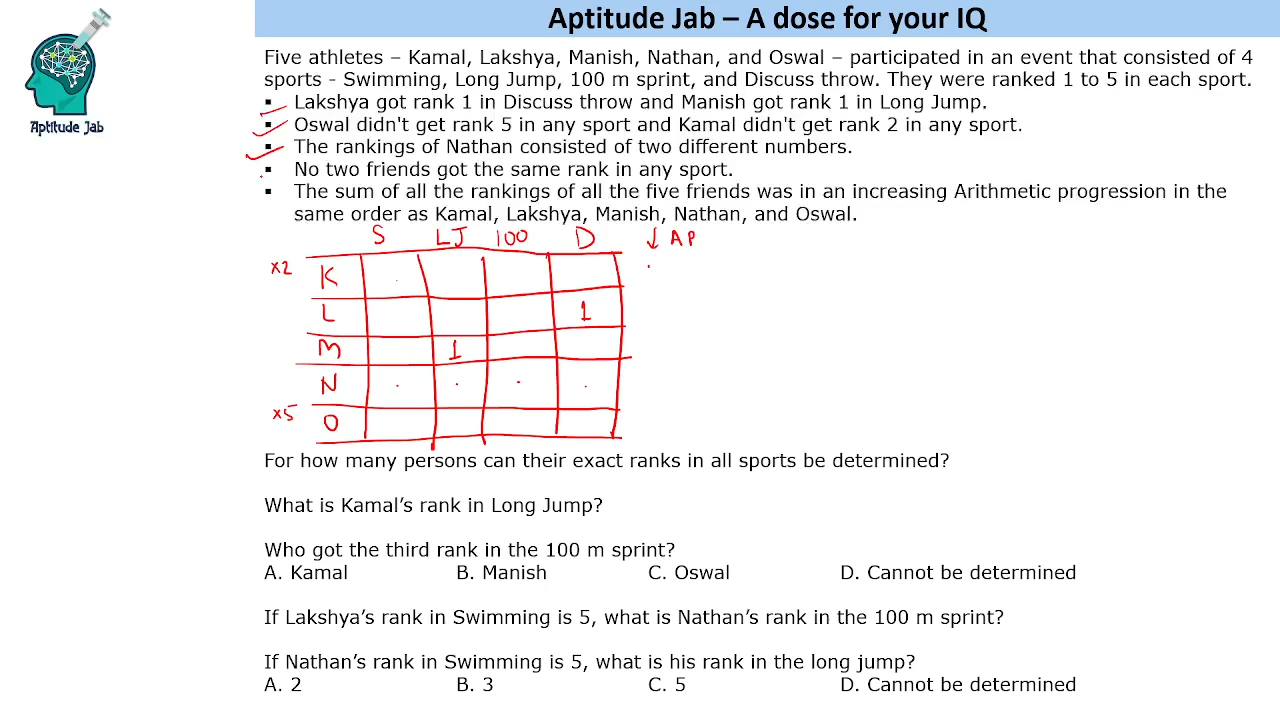 Aptitude Jab – A dose for your IQ
Aptitude Jab
Five athletes – Kamal, Lakshya, Manish, Nathan, and Oswal – participated in an event that consisted of 4
sports - Swimming, Long Jump, 100 m sprint, and Discuss throw. They were ranked 1 to 5 in each sport.
▪ Lakshya got rank 1 in Discuss throw and Manish got rank 1 in Long Jump.
▪ Oswal didn't get rank 5 in any sport and Kamal didn't get rank 2 in any sport.
▪ The rankings of Nathan consisted of two different numbers.
▪ No two friends got the same rank in any sport.
▪ The sum of all the rankings of all the five friends was in an increasing Arithmetic progression in the
same order as Kamal, Lakshya, Manish, Nathan, and Oswal.
S LJ 100 D ↓ AP
x2 K
L 1
M 1
N
x5 O
For how many persons can their exact ranks in all sports be determined?
What is Kamal’s rank in Long Jump?
Who got the third rank in the 100 m sprint?
A. Kamal B. Manish C. Oswal D. Cannot be determined
If Lakshya’s rank in Swimming is 5, what is Nathan’s rank in the 100 m sprint?
If Nathan’s rank in Swimming is 5, what is his rank in the long jump?
A. 2 B. 3 C. 5 D. Cannot be determined